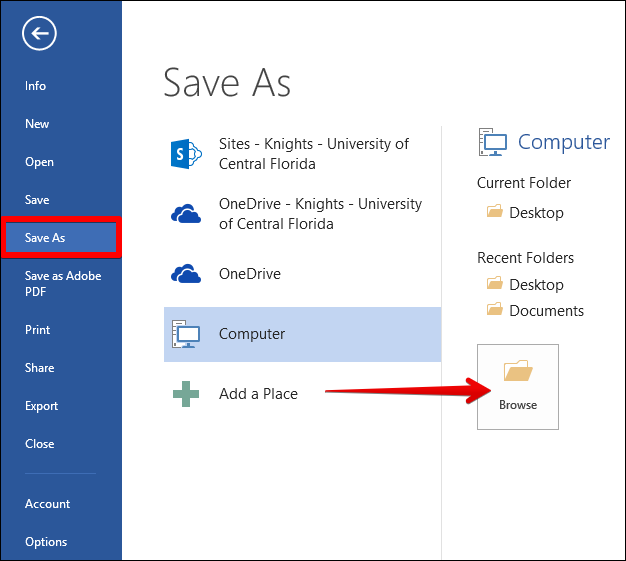 Info
New
Open
Save
Save As
Save as Adobe
PDF
Print
Share
Export
Close
Account
Options
Save As
S
Sites - Knights - University of
Central Florida
OneDrive - Knights - University
of Central Florida
OneDrive
Computer
Add a Place
Computer
Current Folder
Desktop
Recent Folders
Desktop
Documents
Browse